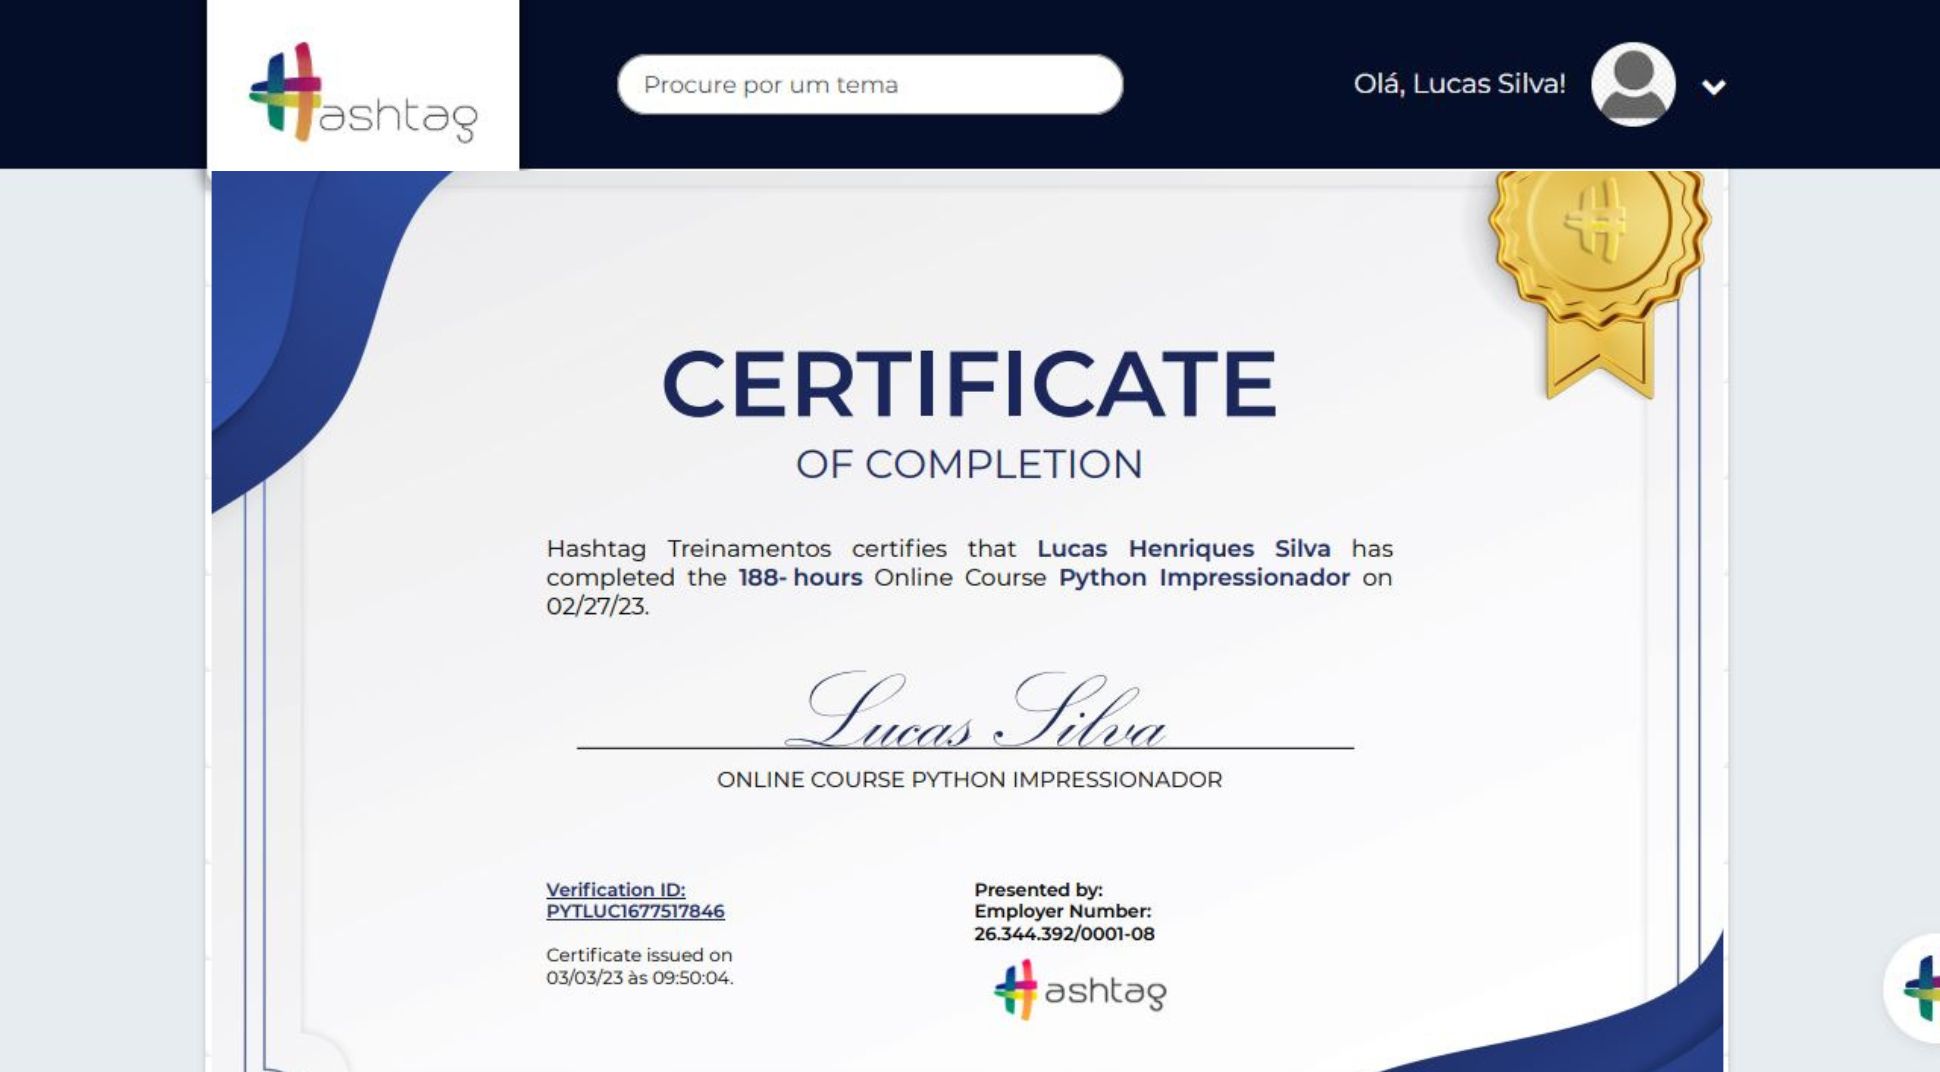 Hashtag
Procure por um tema
Olá, Lucas Silva!
CERTIFICATE
OF COMPLETION
Hashtag Treinamentos certifies that Lucas Henriques Silva has
completed the 188- hours Online Course Python Impressionador on
02/27/23.
Lucas Silva
ONLINE COURSE PYTHON IMPRESSIONADOR
Verification ID:
PYTLUC1677517846
Certificate issued on
03/03/23 às 09:50:04.
Presented by:
Employer Number:
26.344.392/0001-08
Hashtag